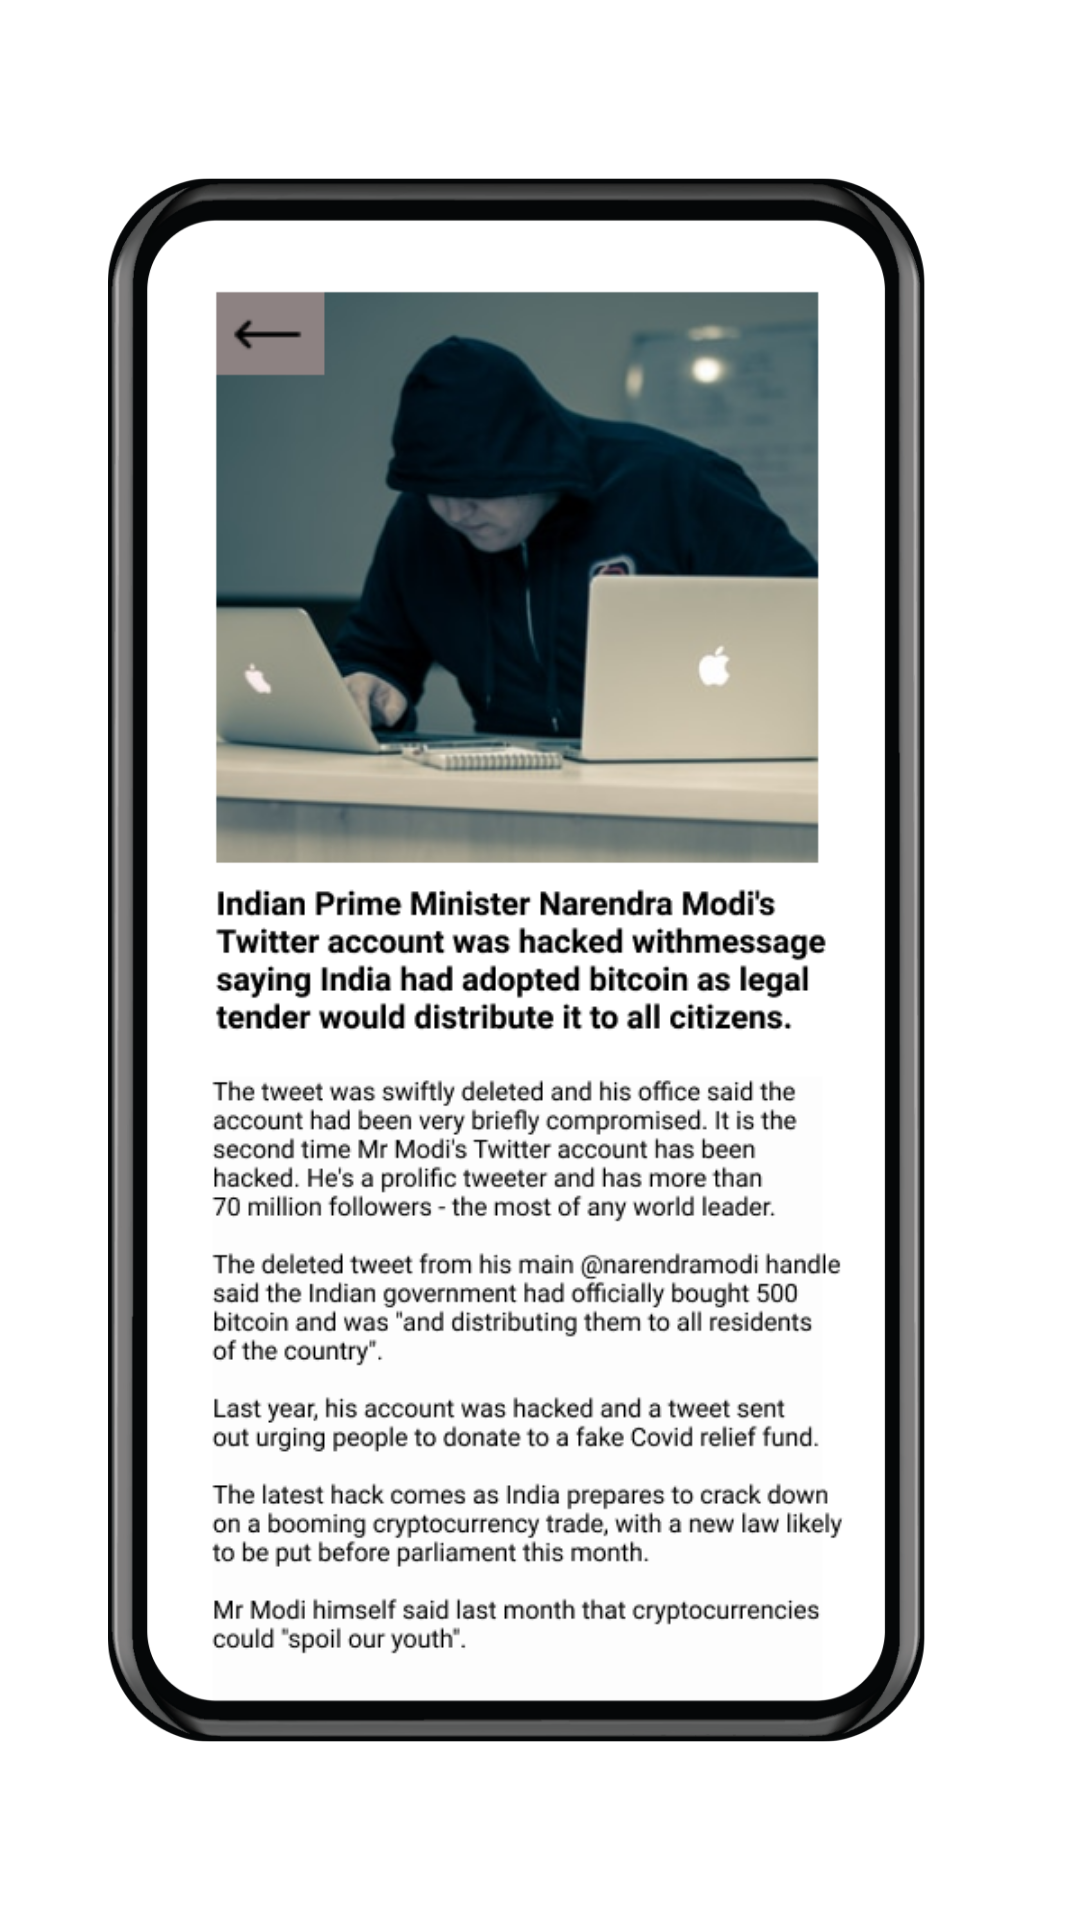 Indian Prime Minister Narendra Modi's
Twitter account was hacked withmessage
saying India had adopted bitcoin as legal
tender would distribute it to all citizens.
The tweet was swiftly deleted and his office said the
account had been very briefly compromised. It is the
second time Mr Modi's Twitter account has been
hacked. He's a prolific tweeter and has more than
70 million followers - the most of any world leader.
The deleted tweet from his main @narendramodi handle
said the Indian government had officially bought 500
bitcoin and was "and distributing them to all residents
of the country".
Last year, his account was hacked and a tweet sent
out urging people to donate to a fake Covid relief fund.
The latest hack comes as India prepares to crack down
on a booming cryptocurrency trade, with a new law likely
to be put before parliament this month.
Mr Modi himself said last month that cryptocurrencies
could "spoil our youth".